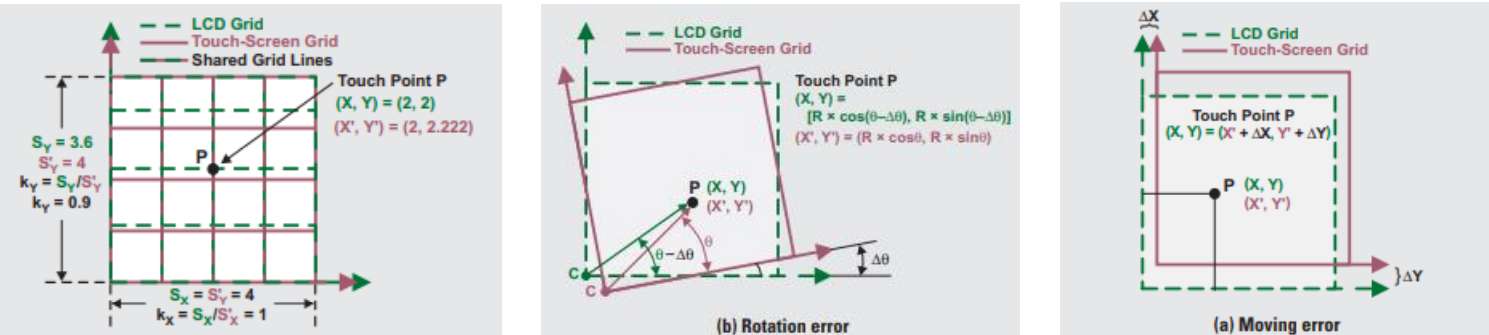 LCD Grid
Touch-Screen Grid
Shared Grid Lines
Touch Point P
(X, Y) = (2, 2)
(X', Y') = (2, 2.222)
P
S_Y = 3.6
S'_Y = 4
k_Y = S_Y/S'_Y
k_Y = 0.9
S_X = S'_Y = 4
k_X = S_X/S'_X = 1
LCD Grid
Touch-Screen Grid
Touch Point P
(X, Y) =
[R × cos(θ–Δθ), R × sin(θ–Δθ)]
(X', Y') = (R × cosθ, R × sinθ)
P (X, Y)
(X', Y')
θ
θ–Δθ
Δθ
C
C
(b) Rotation error
ΔX
LCD Grid
Touch-Screen Grid
Touch Point P
(X, Y) = (X' + ΔX, Y' + ΔY)
P (X, Y)
(X', Y')
}ΔY
(a) Moving error